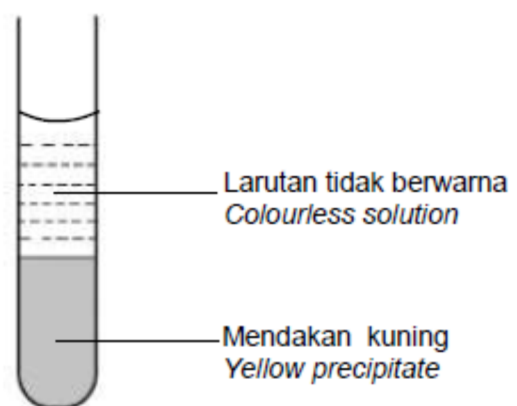 Larutan tidak berwarna
Colourless solution
Mendakan kuning
Yellow precipitate